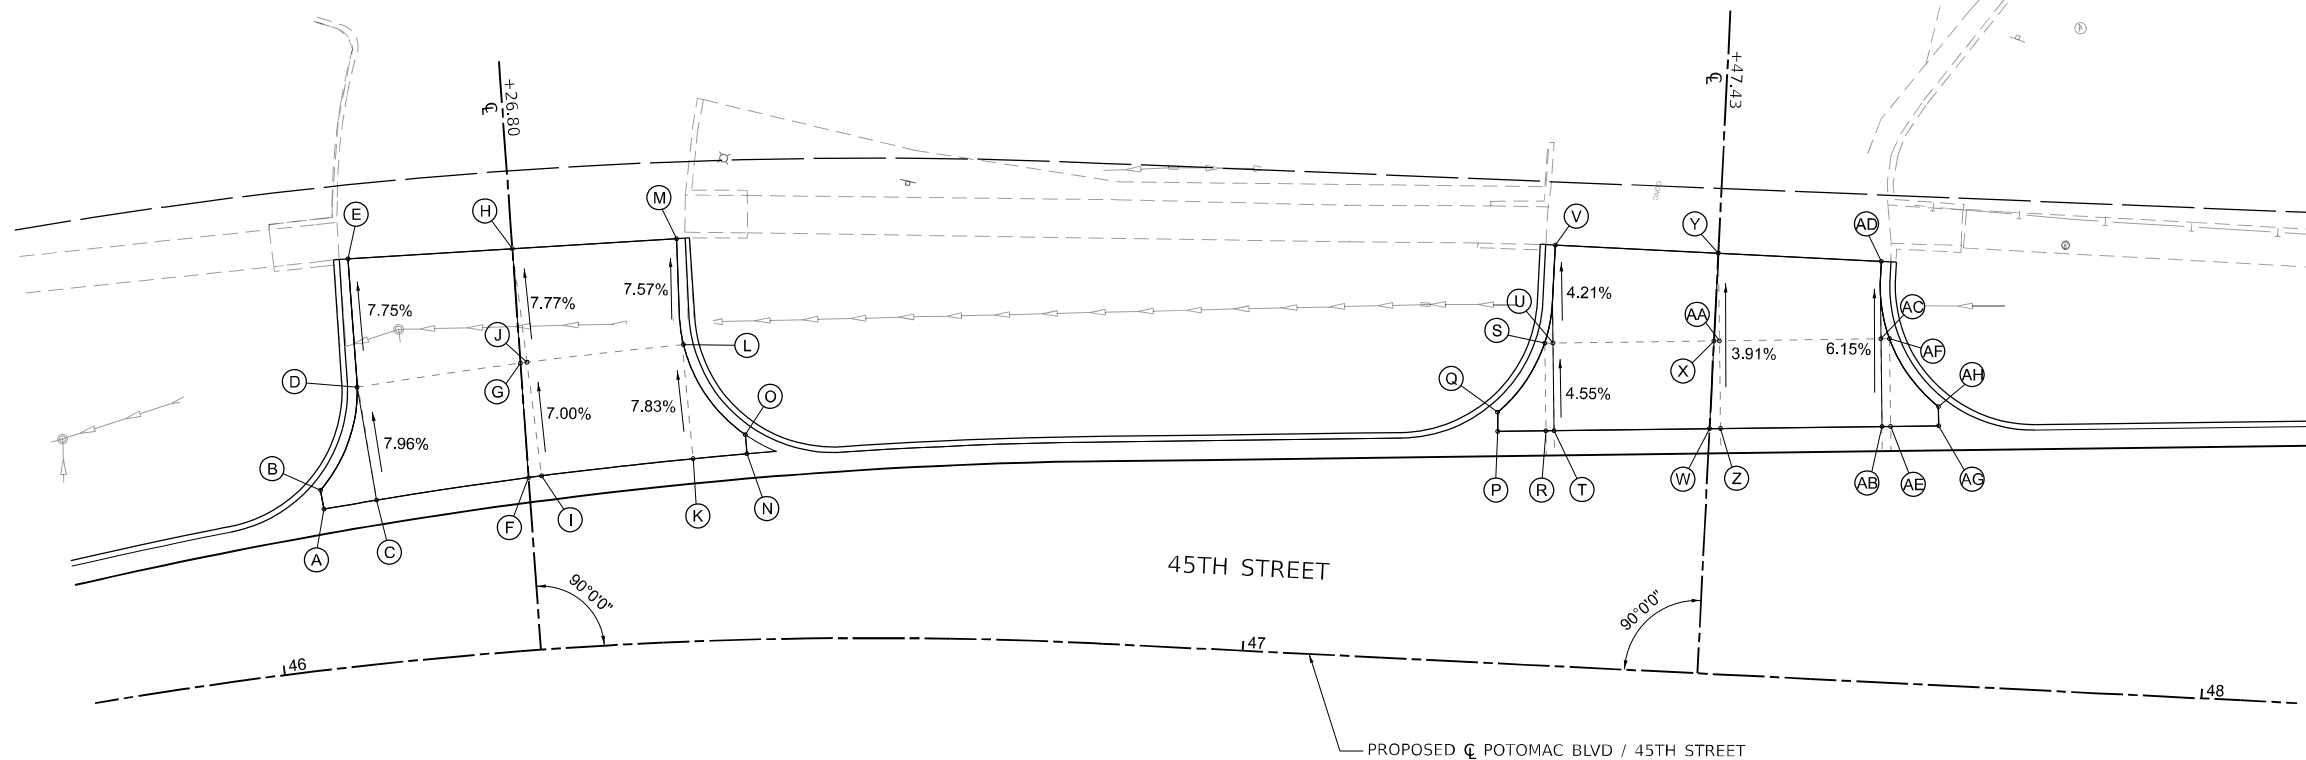 +26.80
℄
+47.43
℄
CONC
A
E
H
M
V
Y
AD
7.75%
7.77%
7.57%
U
4.21%
AA
AC
J
L
S
3.91%
6.15%
AF
D
G
X
Q
AH
7.96%
7.00%
7.83%
O
4.55%
B
A
C
F
I
K
N
P
R
T
W
Z
AB
AE
AG
45TH STREET
90°0'0"
90°0'0"
46
47
48
PROPOSED ℄ POTOMAC BLVD / 45TH STREET